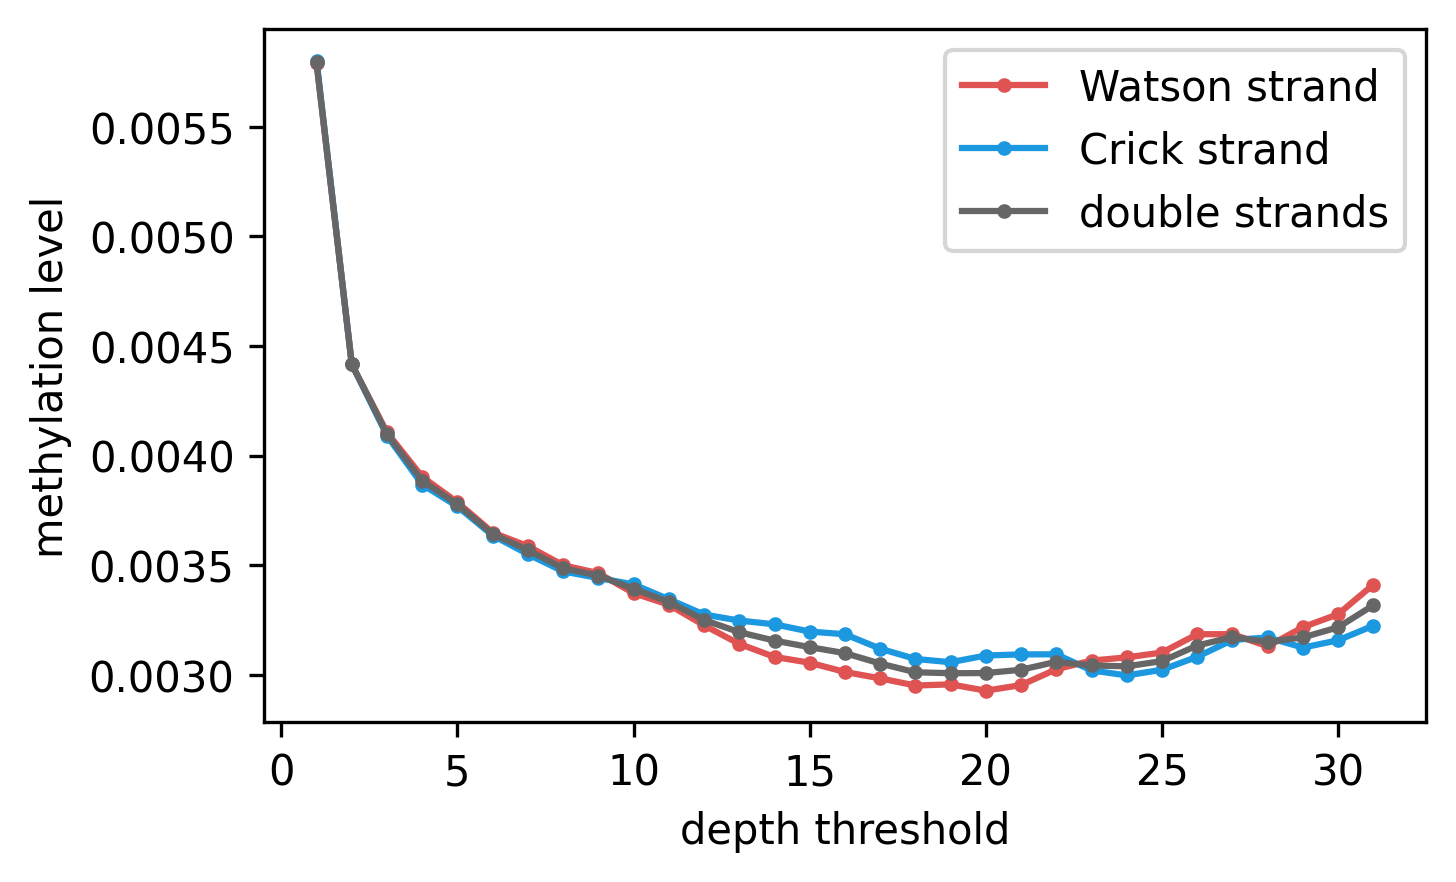 Watson strand
Crick strand
double strands
methylation level
0.0055
0.0050
0.0045
0.0040
0.0035
0.0030
0 5 10 15 20 25 30
depth threshold